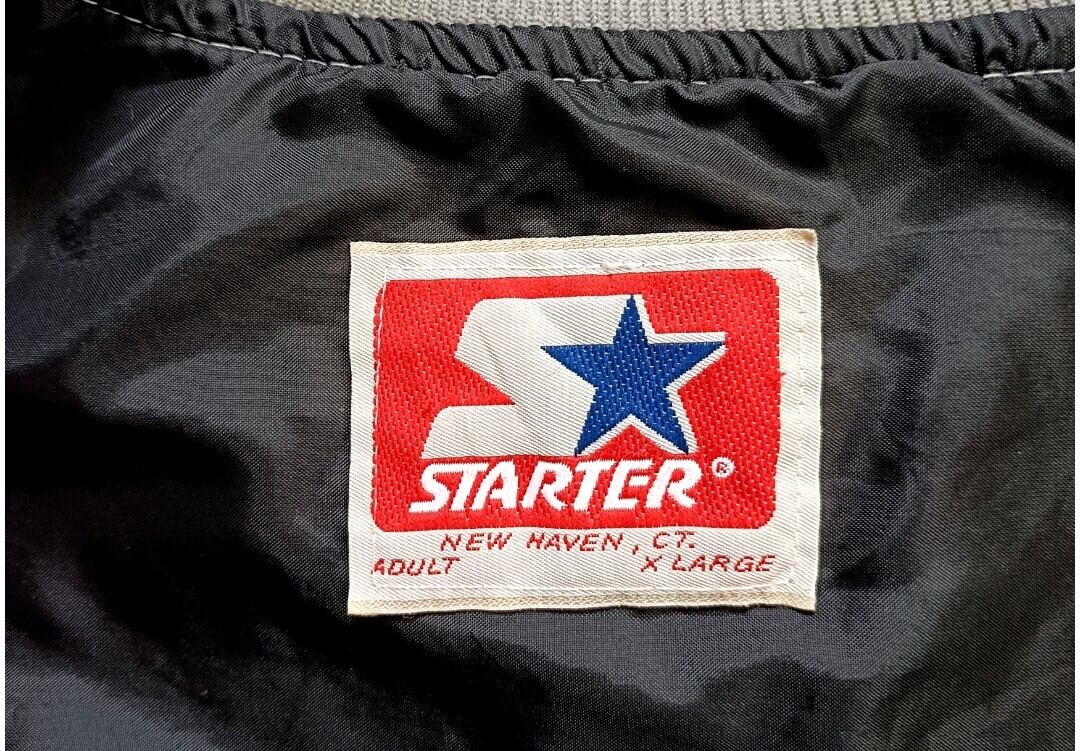 STARTER®
NEW HAVEN, CT.
ADULT X LARGE